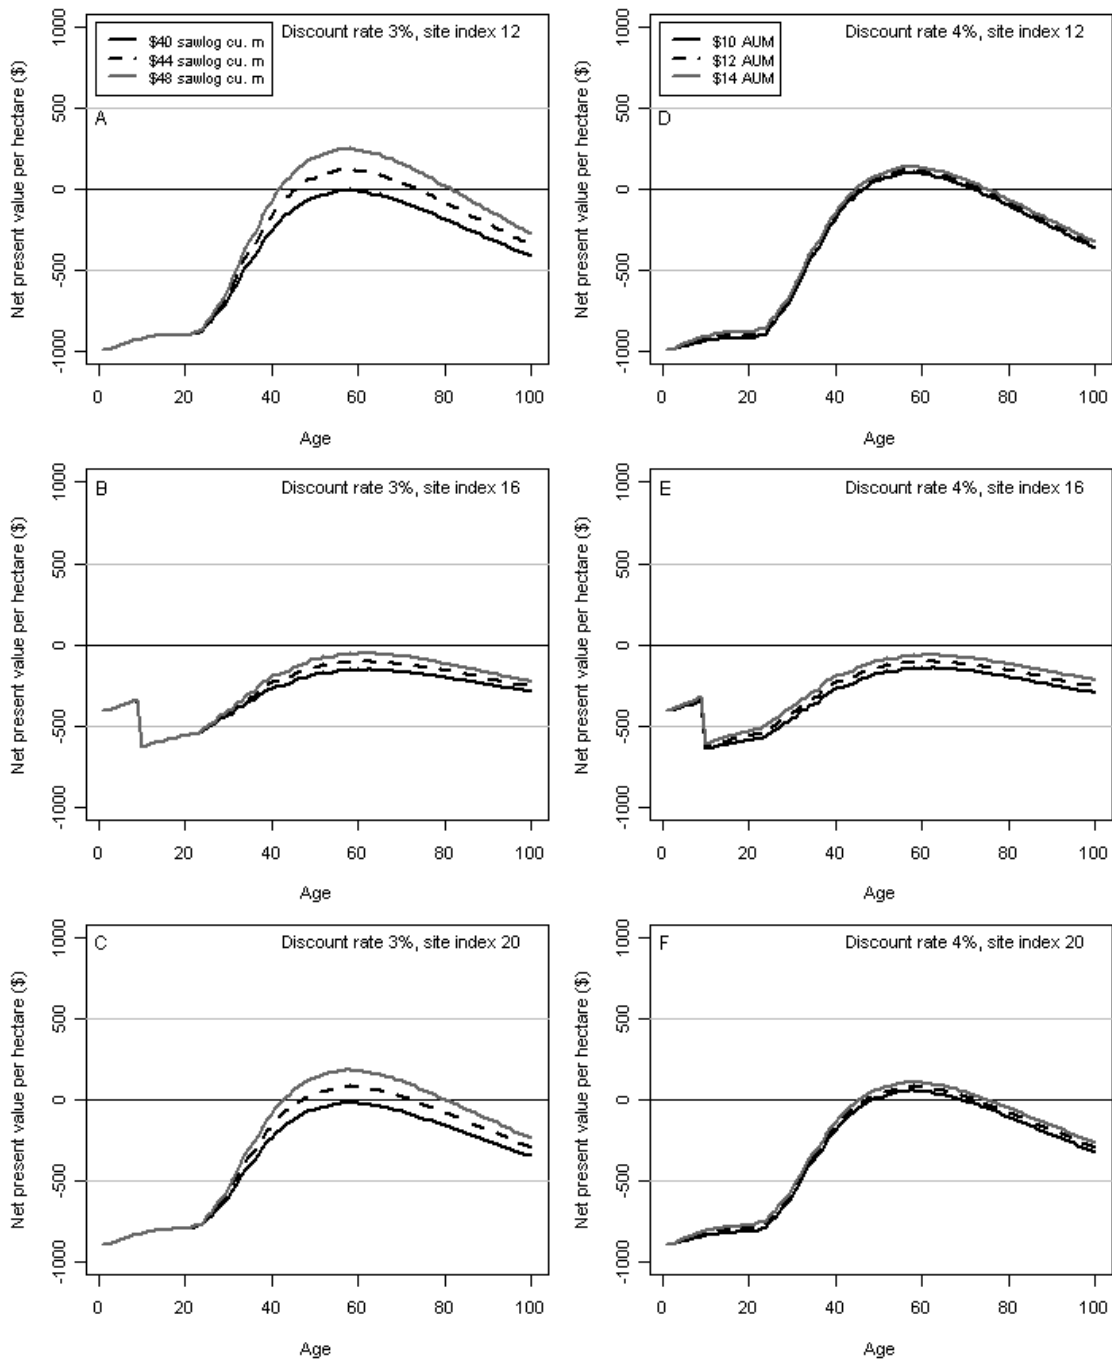 $40 sawlog cu. m
$44 sawlog cu. m
$48 sawlog cu. m
Discount rate 3%, site index 12
A
Net present value per hectare ($)
1000
500
0
-500
-1000
0 20 40 60 80 100
Age
$10 AUM
$12 AUM
$14 AUM
Discount rate 4%, site index 12
D
Net present value per hectare ($)
1000
500
0
-500
-1000
0 20 40 60 80 100
Age
B
Discount rate 3%, site index 16
Net present value per hectare ($)
1000
500
0
-500
-1000
0 20 40 60 80 100
Age
E
Discount rate 4%, site index 16
Net present value per hectare ($)
1000
500
0
-500
-1000
0 20 40 60 80 100
Age
C
Discount rate 3%, site index 20
Net present value per hectare ($)
1000
500
0
-500
-1000
0 20 40 60 80 100
Age
F
Discount rate 4%, site index 20
Net present value per hectare ($)
1000
500
0
-500
-1000
0 20 40 60 80 100
Age